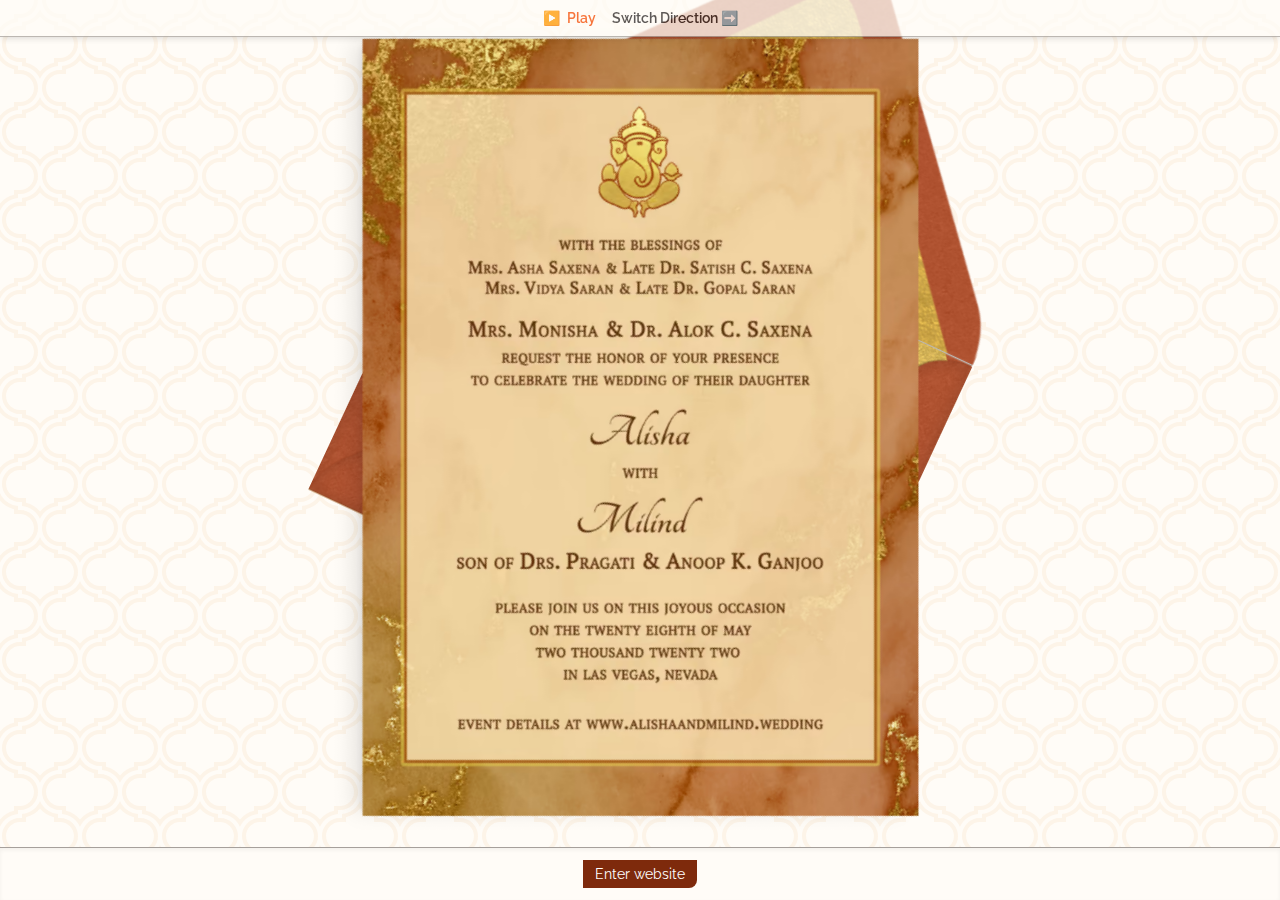 ▶️ Play Switch Direction ➡️
WITH THE BLESSINGS OF
MRS. ASHA SAXENA & LATE DR. SATISH C. SAXENA
MRS. VIDYA SARAN & LATE DR. GOPAL SARAN
MRS. MONISHA & DR. ALOK C. SAXENA
REQUEST THE HONOR OF YOUR PRESENCE
TO CELEBRATE THE WEDDING OF THEIR DAUGHTER
Alisha
WITH
Milind
SON OF DRS. PRAGATI & ANOOP K. GANJOO
PLEASE JOIN US ON THIS JOYOUS OCCASION
ON THE TWENTY EIGHTH OF MAY
TWO THOUSAND TWENTY TWO
IN LAS VEGAS, NEVADA
EVENT DETAILS AT WWW.ALISHAANDMILIND.WEDDING
Enter website